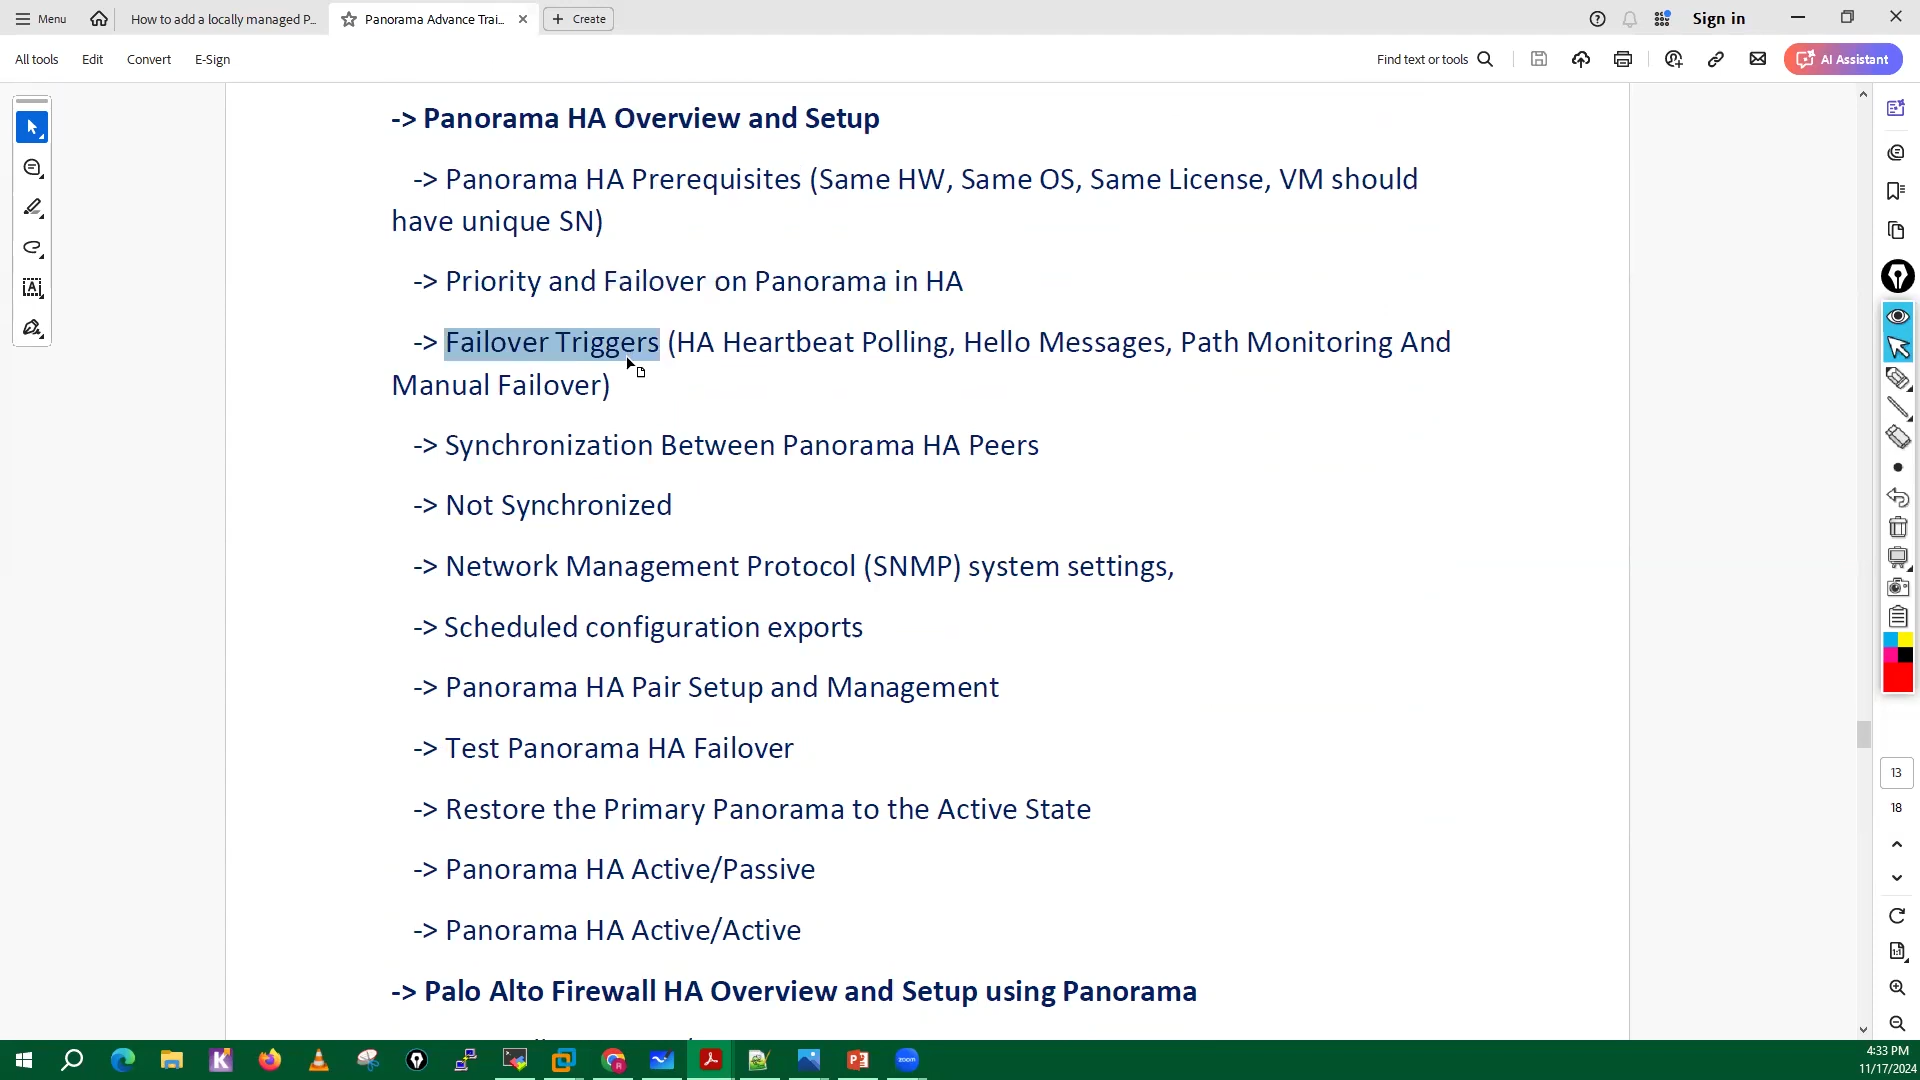 Menu
How to add a locally managed P...
Panorama Advance Trai...
Create
Sign in
All tools
Edit
Convert
E-Sign
Find text or tools
AI Assistant
-> Panorama HA Overview and Setup
-> Panorama HA Prerequisites (Same HW, Same OS, Same License, VM should
have unique SN)
-> Priority and Failover on Panorama in HA
-> Failover Triggers (HA Heartbeat Polling, Hello Messages, Path Monitoring And
Manual Failover)
-> Synchronization Between Panorama HA Peers
-> Not Synchronized
-> Network Management Protocol (SNMP) system settings,
-> Scheduled configuration exports
-> Panorama HA Pair Setup and Management
-> Test Panorama HA Failover
-> Restore the Primary Panorama to the Active State
-> Panorama HA Active/Passive
-> Panorama HA Active/Active
-> Palo Alto Firewall HA Overview and Setup using Panorama
13
18
zoom
4:33 PM
11/17/2024